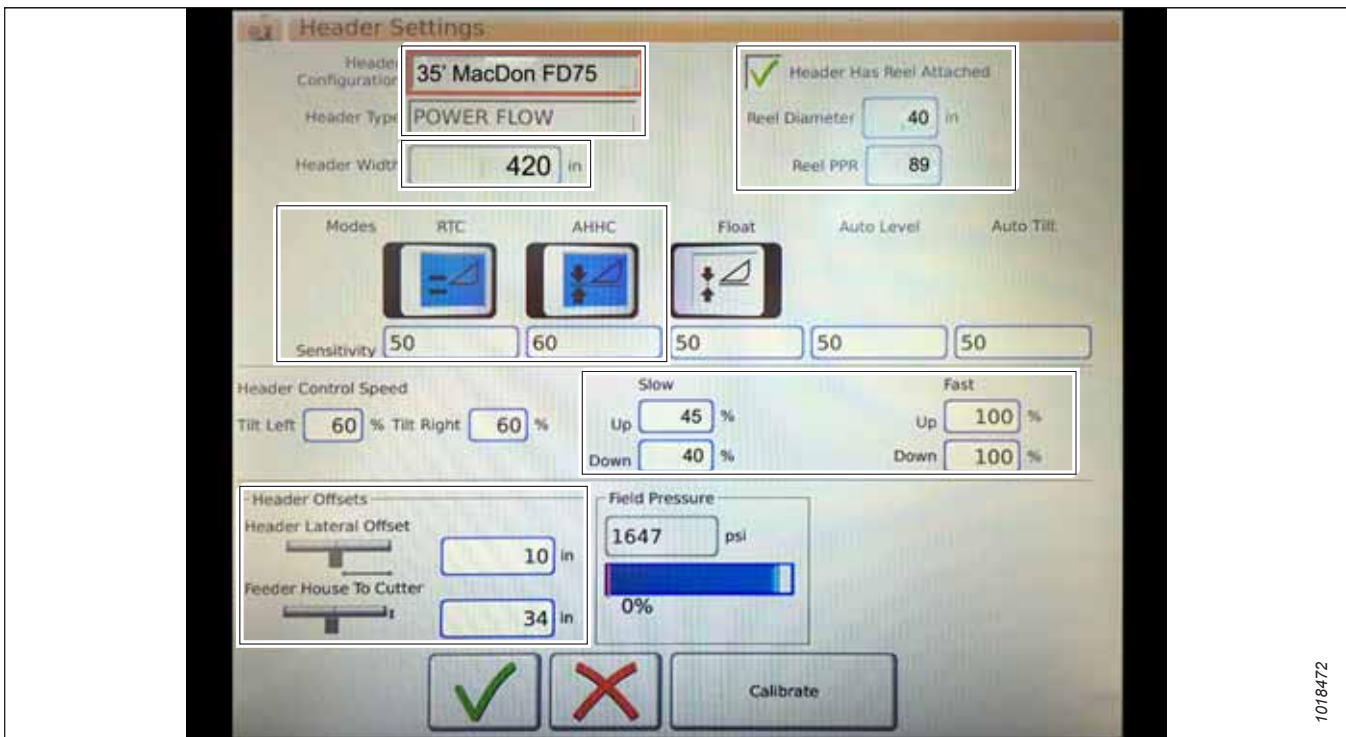 Header Settings
Header
Configuration
35' MacDon FD75
Header Type
POWER FLOW
Header Width
420 in
Header Has Reel Attached
Reel Diameter 40 in
Reel PPR 89
Modes RTC AHHC Float Auto Level Auto Tilt
Sensitivity 50 60 50 50 50
Header Control Speed
Tilt Left 60 % Tilt Right 60 %
Slow
Up 45 %
Down 40 %
Fast
Up 100 %
Down 100 %
Header Offsets
Header Lateral Offset
10 in
Feeder House To Cutter
34 in
Field Pressure
1647 psi
0%
Calibrate
1018472